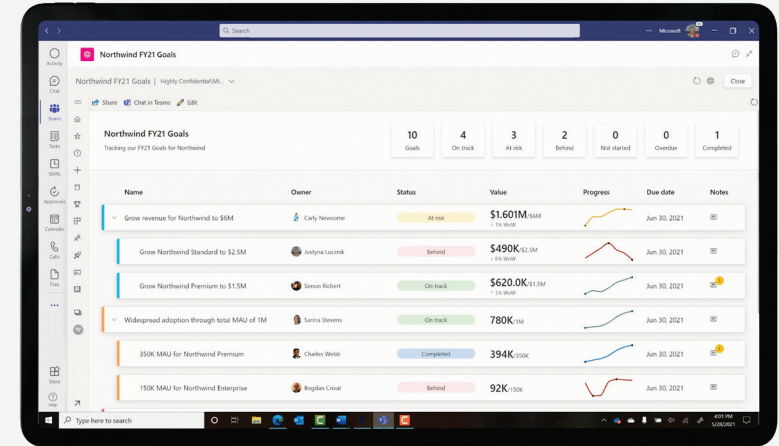 Search
Microsoft
Northwind FY21 Goals
Northwind FY21 Goals | Highly Confidential\Mi...
Close
Share Chat in Teams Edit
Activity
Chat
Teams
Tasks
Shifts
Approvals
Calendar
Calls
Files
Store
Help
Northwind FY21 Goals
Tracking our FY21 Goals for Northwind
10 Goals
4 On track
3 At risk
2 Behind
0 Not started
0 Overdue
1 Completed
Name Owner Status Value Progress Due date Notes
Grow revenue for Northwind to $6M Carly Newsome At risk $1.601M/$6M Jun 30, 2021
1% WoW
Grow Northwind Standard to $2.5M Justyna Lucznik Behind $490K/$2.5M Jun 30, 2021
6% WoW
Grow Northwind Premium to $1.5M Simon Richert On track $620.0K/$1.5M Jun 30, 2021
WoW
Widespread adoption through total MAU of 1M Sarina Stevens On track 780K/1M Jun 30, 2021
350K MAU for Northwind Premium Charles Webb Completed 394K/350K Jun 30, 2021
150K MAU for Northwind Enterprise Bogdan Crivat Behind 92K/150K Jun 30, 2021
Type here to search
4:01 PM
5/28/2021